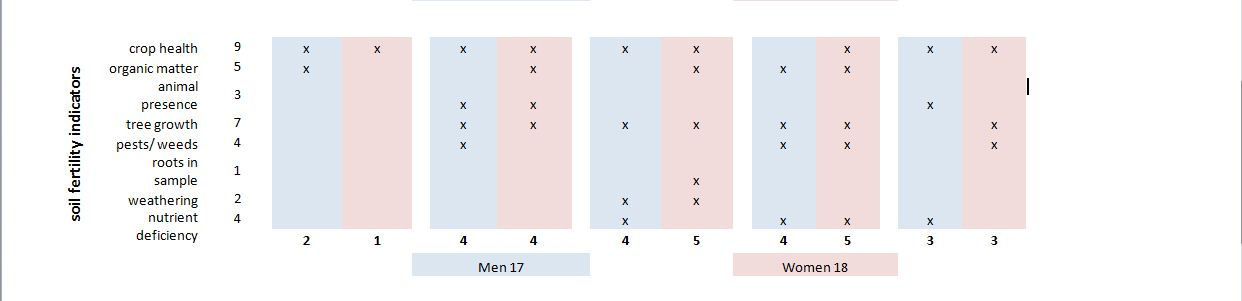 soil fertility indicators
crop health 9 x x x x x x x x x
organic matter 5 x x x x x
animal
presence 3 x x x
tree growth 7 x x x x x x x
pests/ weeds 4 x x x x
roots in
sample 1 x
weathering 2 x x
nutrient
deficiency 4 x x x x
2 1 4 4 4 5 4 5 3 3
Men 17 Women 18